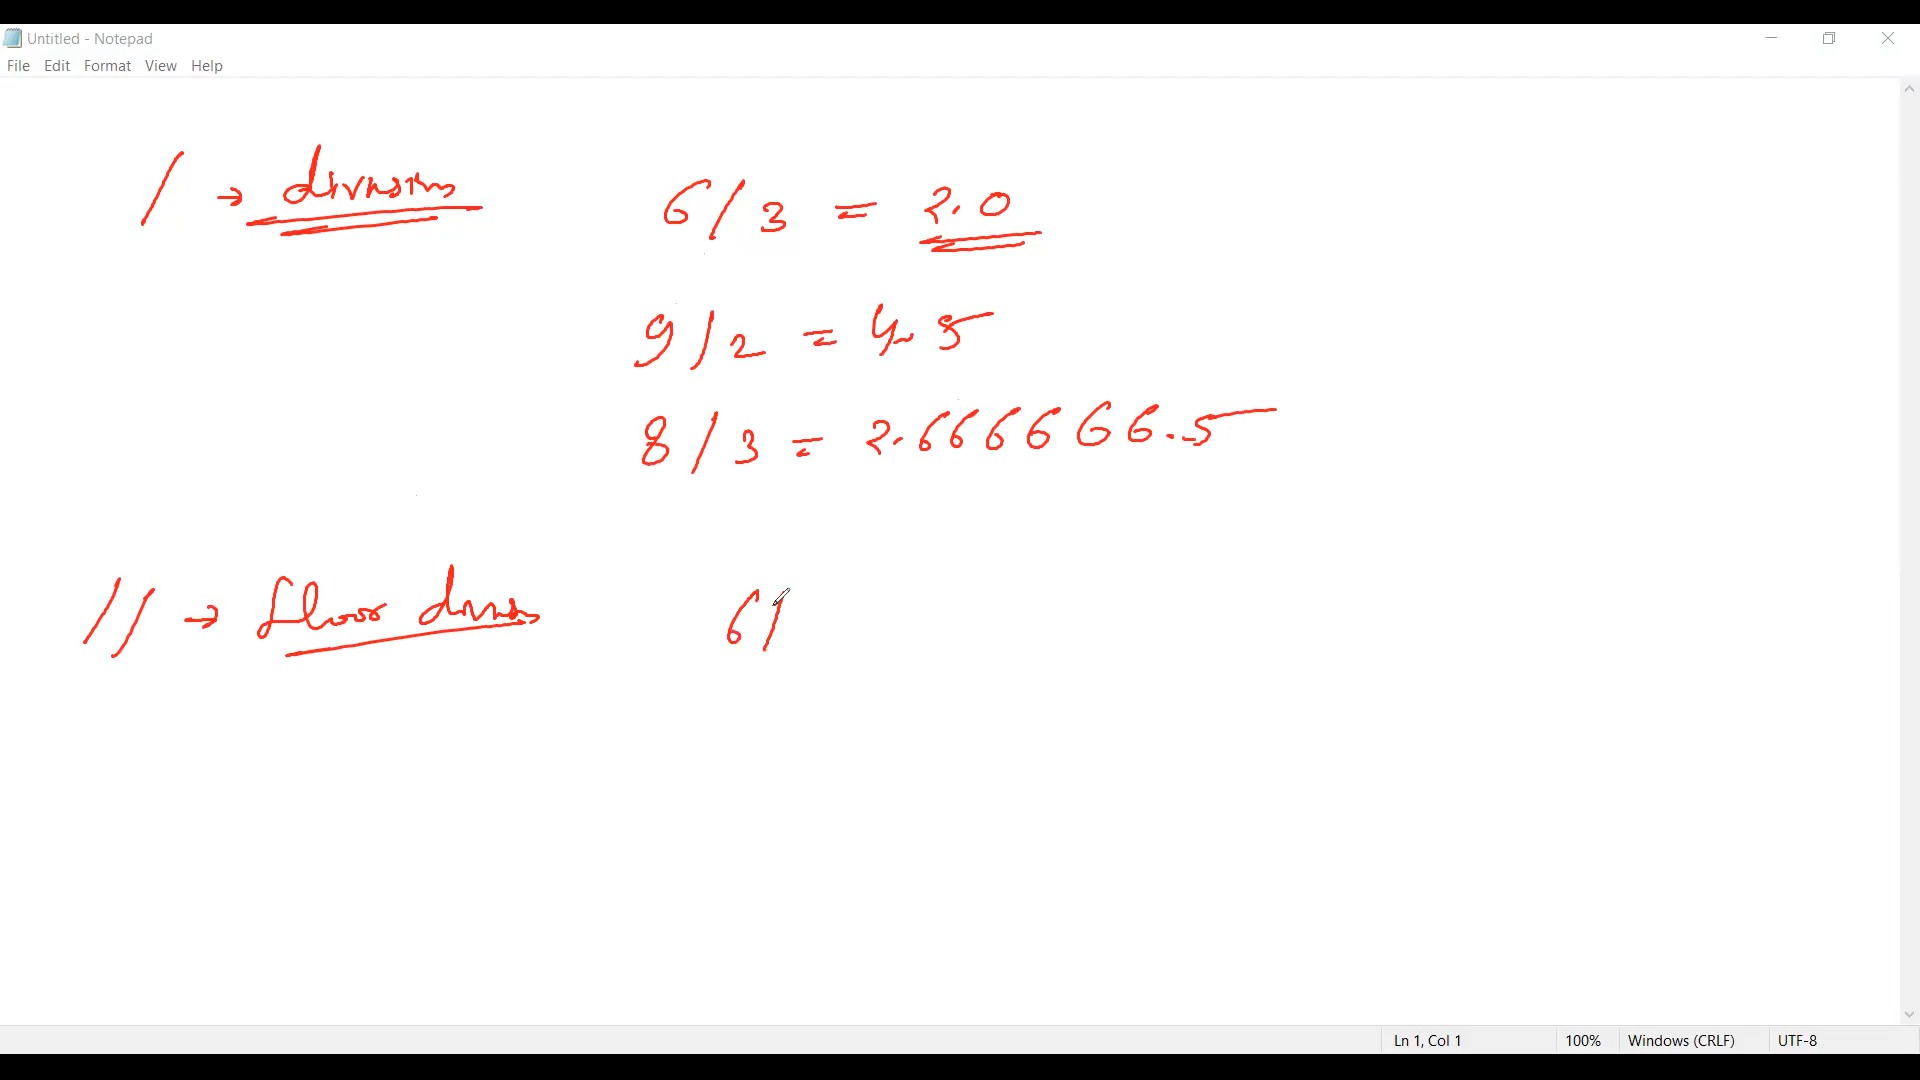 Untitled - Notepad
File Edit Format View Help
/ → division 6/3 = 2.0
9/2 = 4.5
8/3 = 2.666666.5
// → floor division 6/
Ln 1, Col 1 100% Windows (CRLF) UTF-8